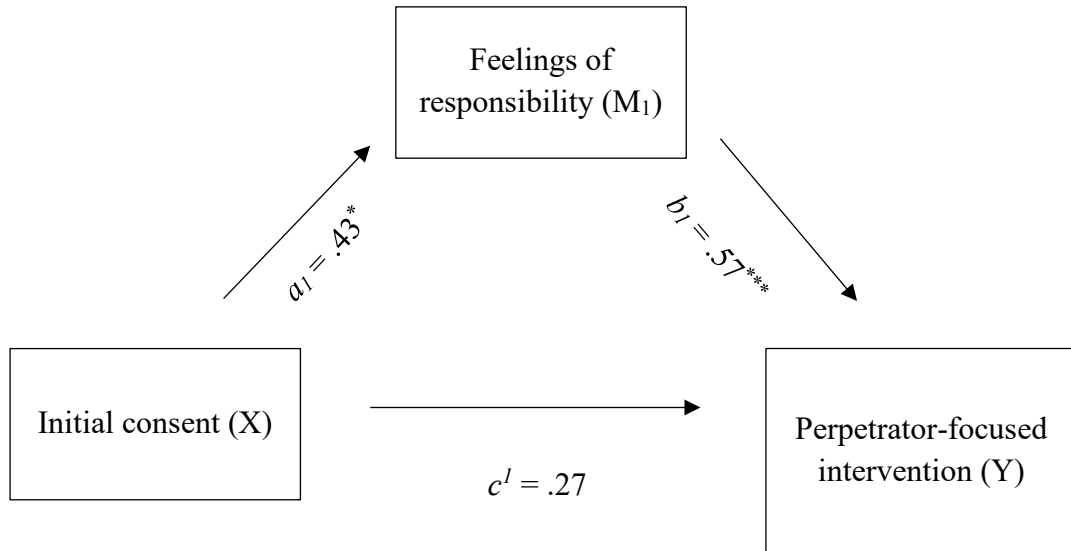 Feelings of
responsibility (M₁)
a₁ = .43*
b₁ = .57***
Initial consent (X)
c¹ = .27
Perpetrator-focused
intervention (Y)